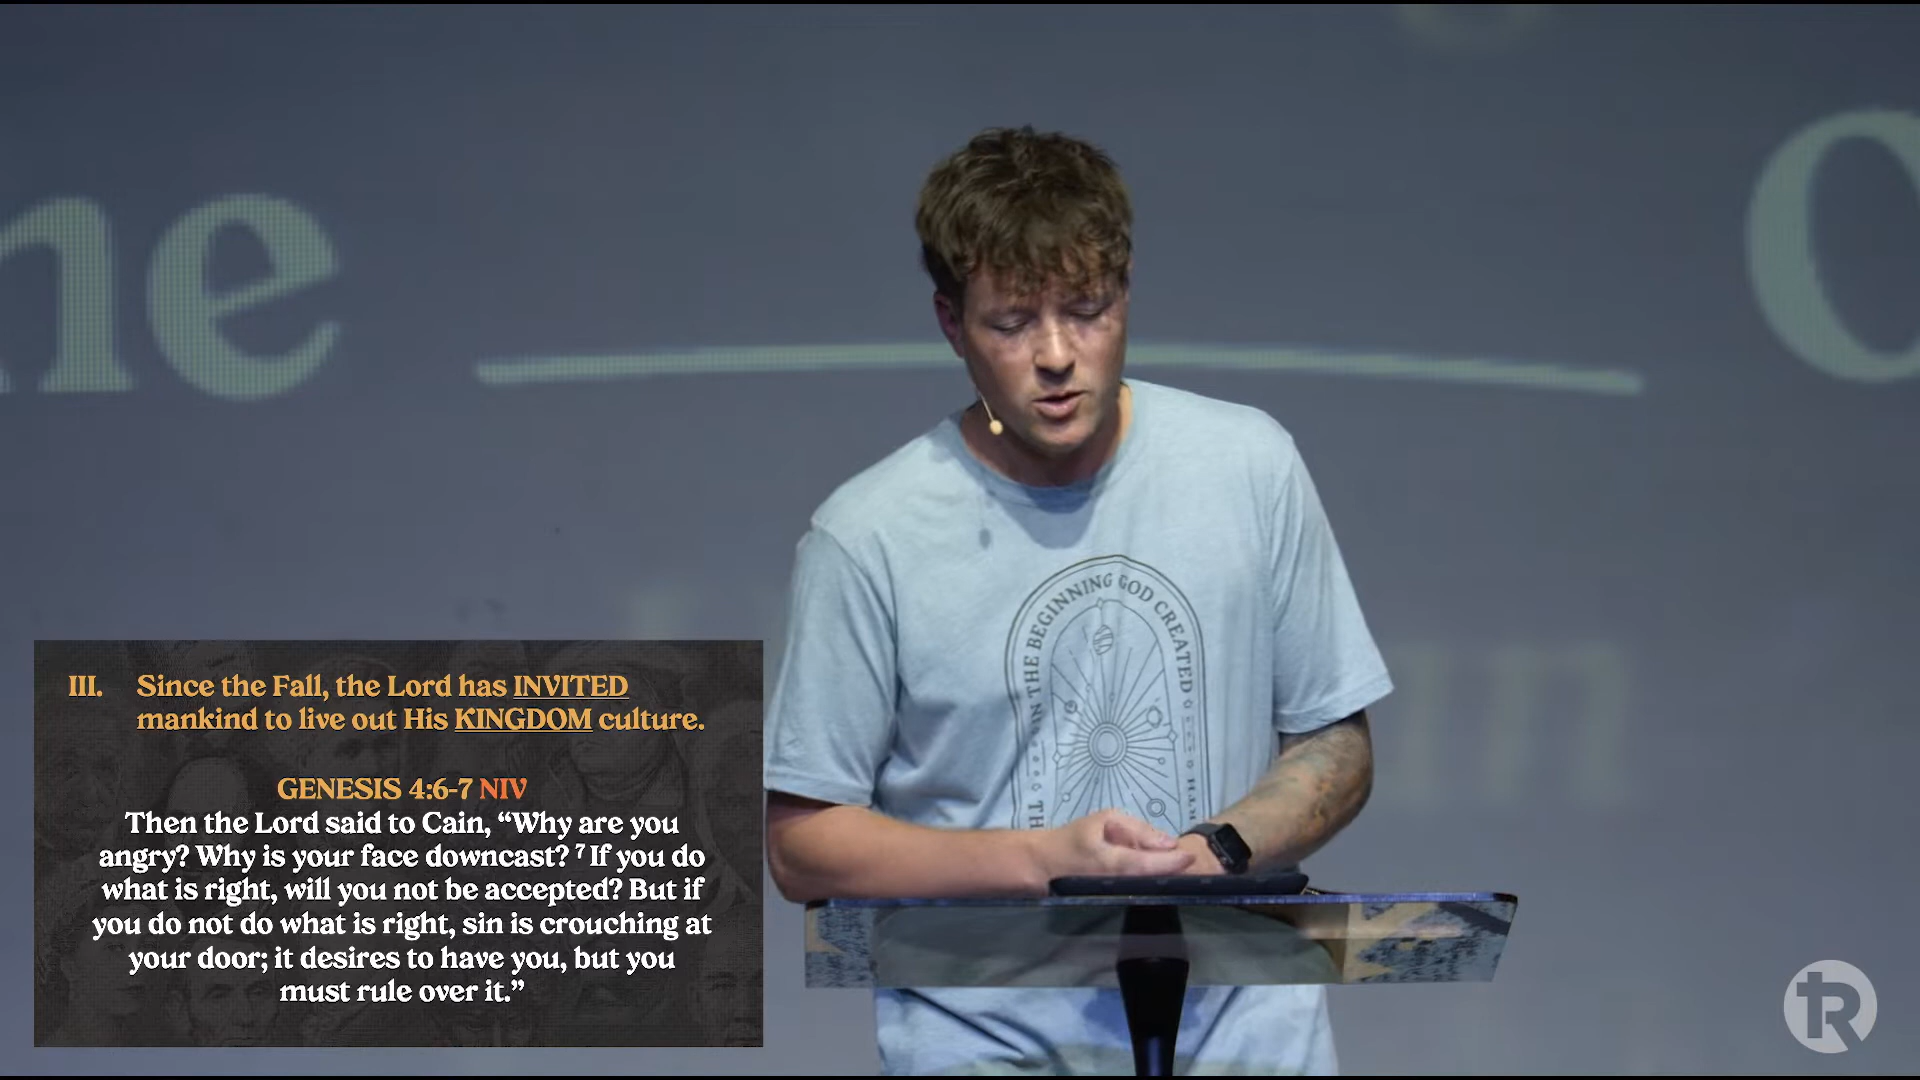 ne
O
III. Since the Fall, the Lord has INVITED
mankind to live out His KINGDOM culture.
GENESIS 4:6-7 NIV
Then the Lord said to Cain, “Why are you
angry? Why is your face downcast? ⁷ If you do
what is right, will you not be accepted? But if
you do not do what is right, sin is crouching at
your door; it desires to have you, but you
must rule over it.”
IN THE BEGINNING GOD CREATED
TH
R